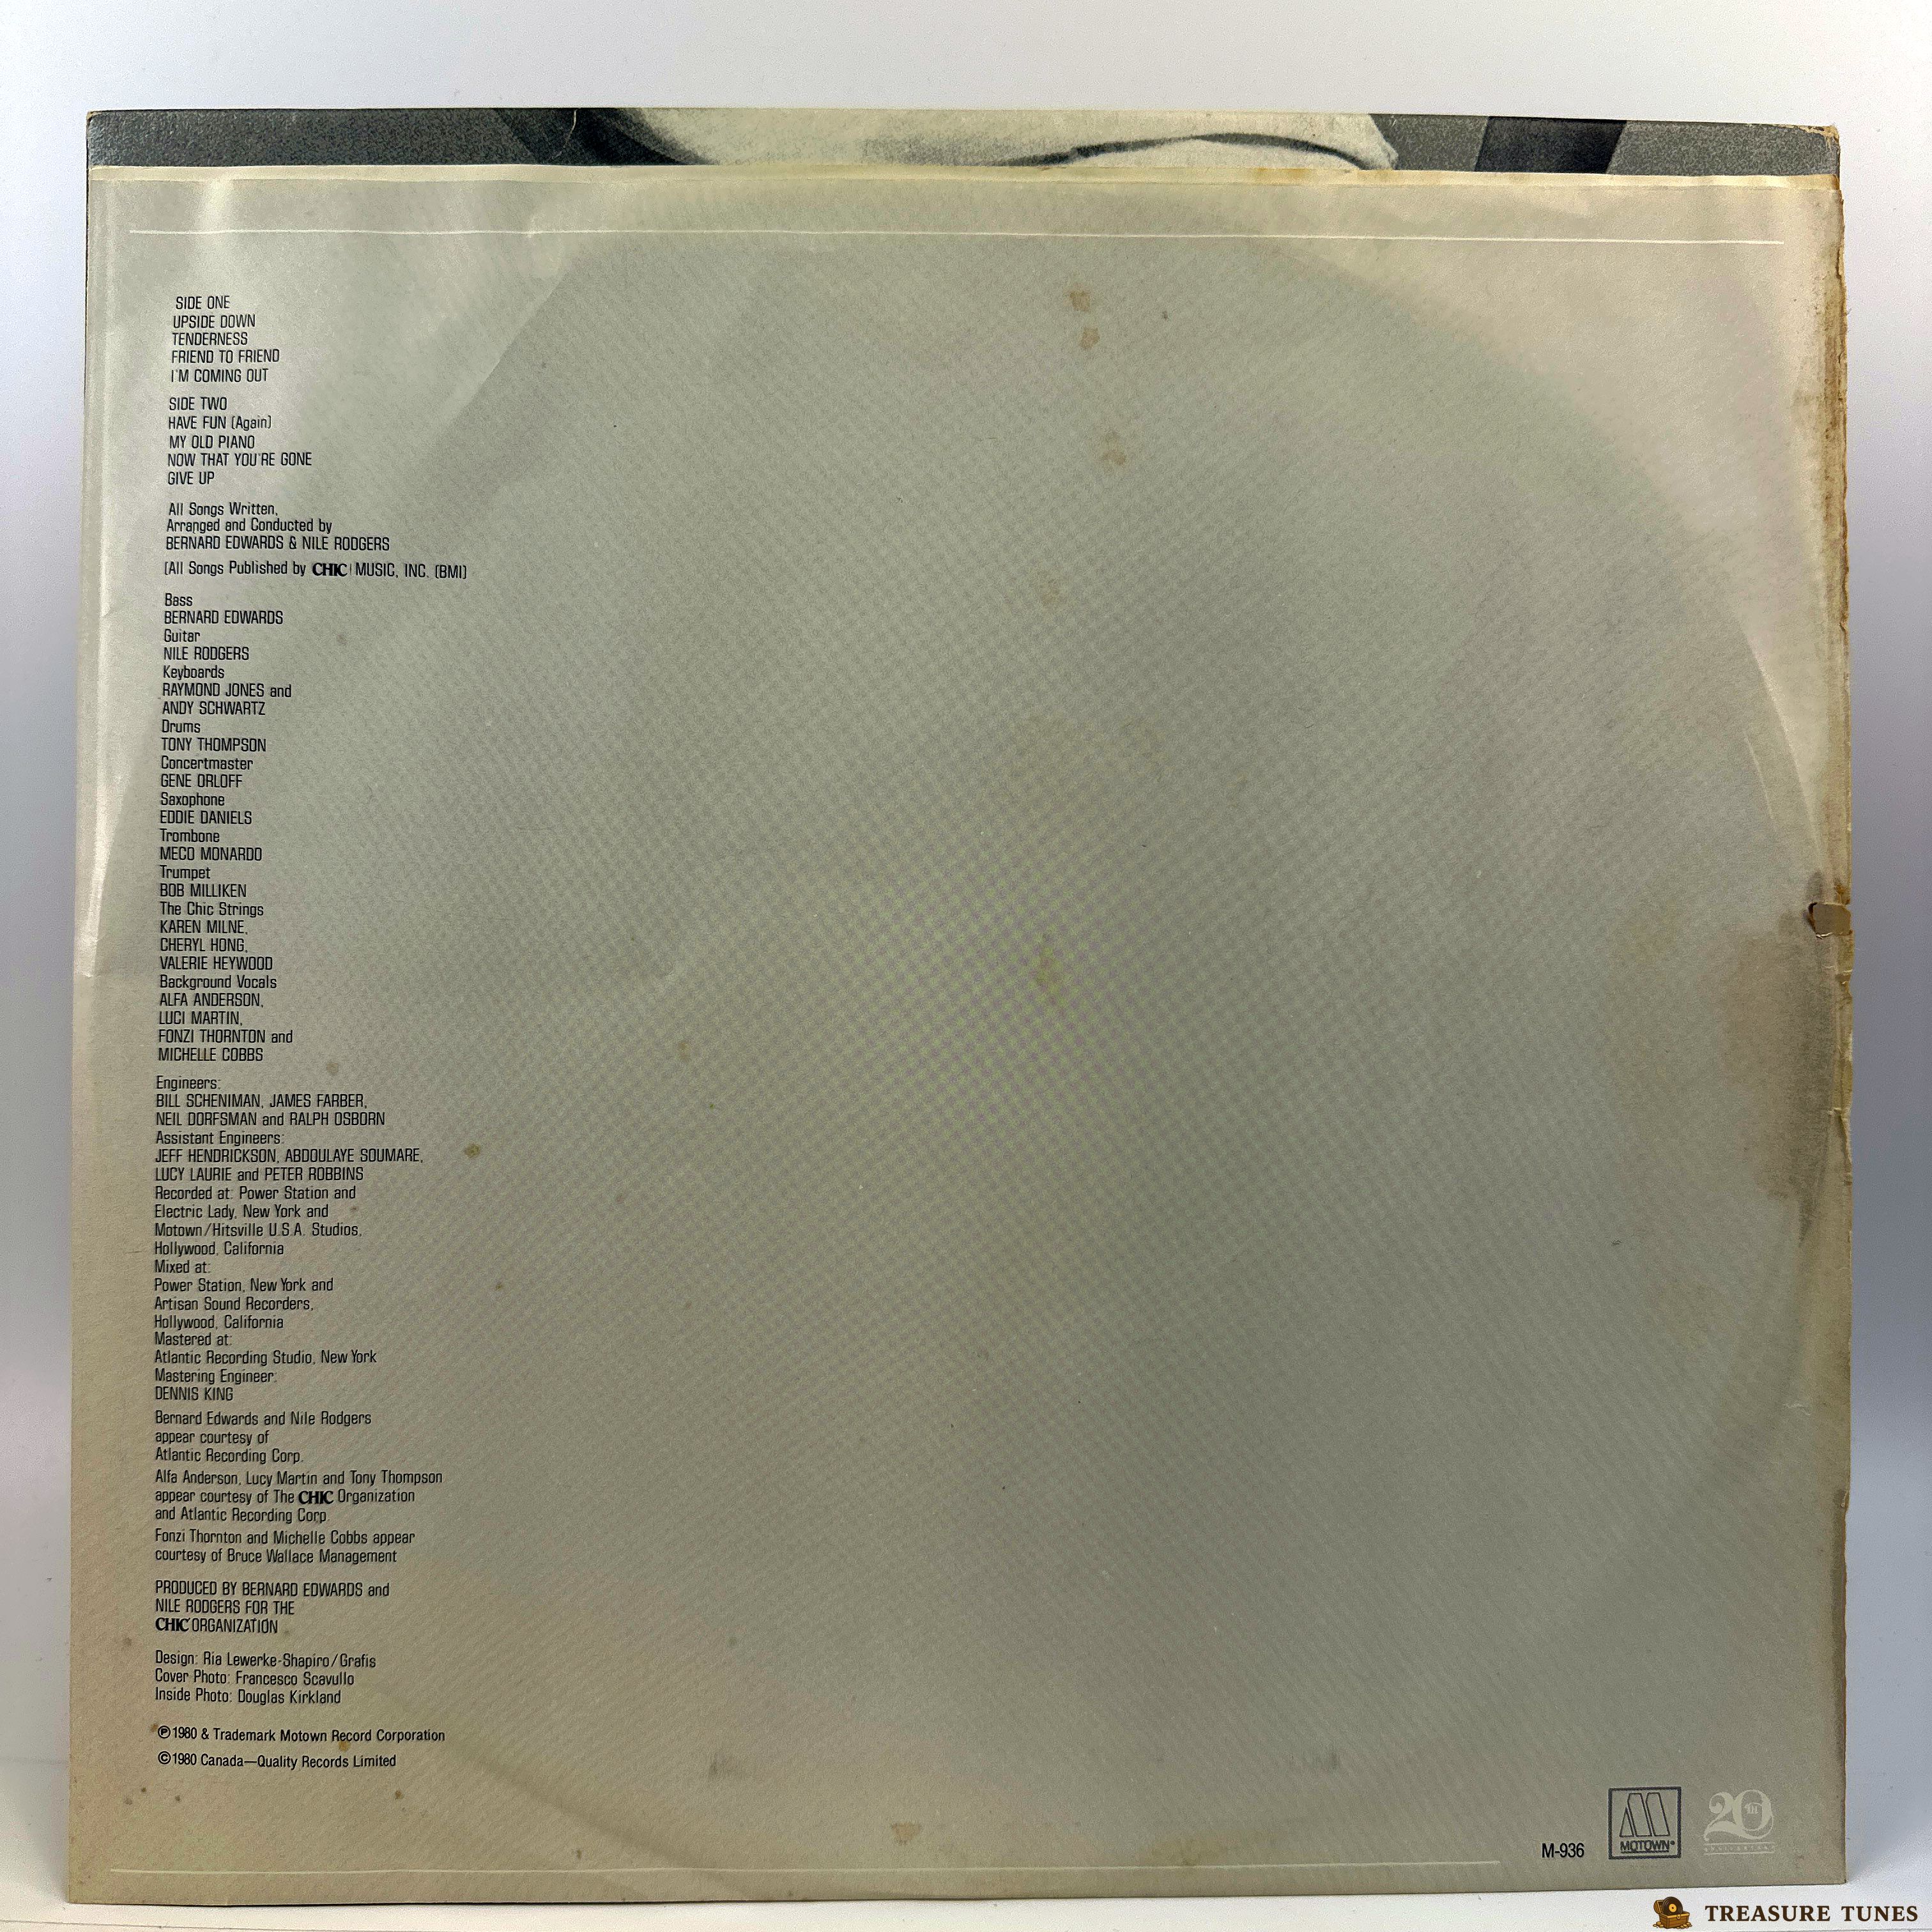 SIDE ONE
UPSIDE DOWN
TENDERNESS
FRIEND TO FRIEND
I'M COMING OUT
SIDE TWO
HAVE FUN (Again)
MY OLD PIANO
NOW THAT YOU'RE GONE
GIVE UP
All Songs Written,
Arranged and Conducted by
BERNARD EDWARDS & NILE RODGERS
(All Songs Published by CHIC MUSIC, INC. (BMI)
Bass
BERNARD EDWARDS
Guitar
NILE RODGERS
Keyboards
RAYMOND JONES and
ANDY SCHWARTZ
Drums
TONY THOMPSON
Concertmaster
GENE ORLOFF
Saxophone
EDDIE DANIELS
Trombone
MECO MONARDO
Trumpet
BOB MILLIKEN
The Chic Strings
KAREN MILNE,
CHERYL HONG,
VALERIE HEYWOOD
Background Vocals
ALFA ANDERSON,
LUCI MARTIN,
FONZI THORNTON and
MICHELLE COBBS
Engineers:
BILL SCHENIMAN, JAMES FARBER,
NEIL DORFSMAN and RALPH OSBORN
Assistant Engineers:
JEFF HENDRICKSON, ABDOULAYE SOUMARE,
LUCY LAURIE and PETER ROBBINS
Recorded at: Power Station and
Electric Lady, New York and
Motown/Hitsville U.S.A. Studios,
Hollywood, California
Mixed at:
Power Station, New York and
Artisan Sound Recorders,
Hollywood, California
Mastered at:
Atlantic Recording Studio, New York
Mastering Engineer:
DENNIS KING
Bernard Edwards and Nile Rodgers
appear courtesy of
Atlantic Recording Corp.
Alfa Anderson, Lucy Martin and Tony Thompson
appear courtesy of The CHIC Organization
and Atlantic Recording Corp.
Fonzi Thornton and Michelle Cobbs appear
courtesy of Bruce Wallace Management
PRODUCED BY BERNARD EDWARDS and
NILE RODGERS FOR THE
CHIC ORGANIZATION
Design: Ria Lewerke-Shapiro/Grafis
Cover Photo: Francesco Scavullo
Inside Photo: Douglas Kirkland
℗1980 & Trademark Motown Record Corporation
©1980 Canada—Quality Records Limited
M-936
MOTOWN®
20TH
ANNIVERSARY
TREASURE TUNES